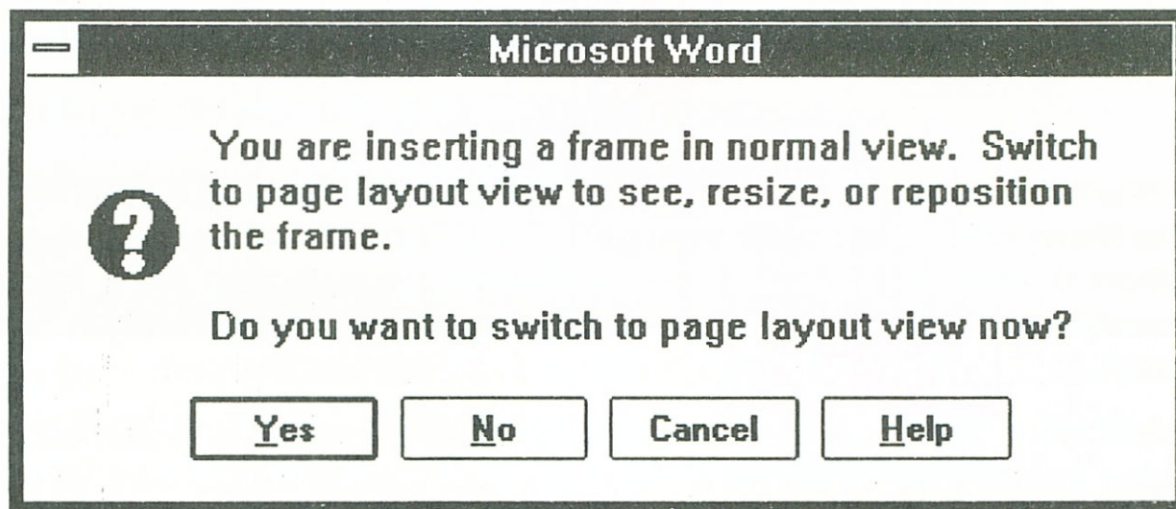 Microsoft Word
You are inserting a frame in normal view.  Switch
to page layout view to see, resize, or reposition
the frame.
Do you want to switch to page layout view now?
Yes No Cancel Help